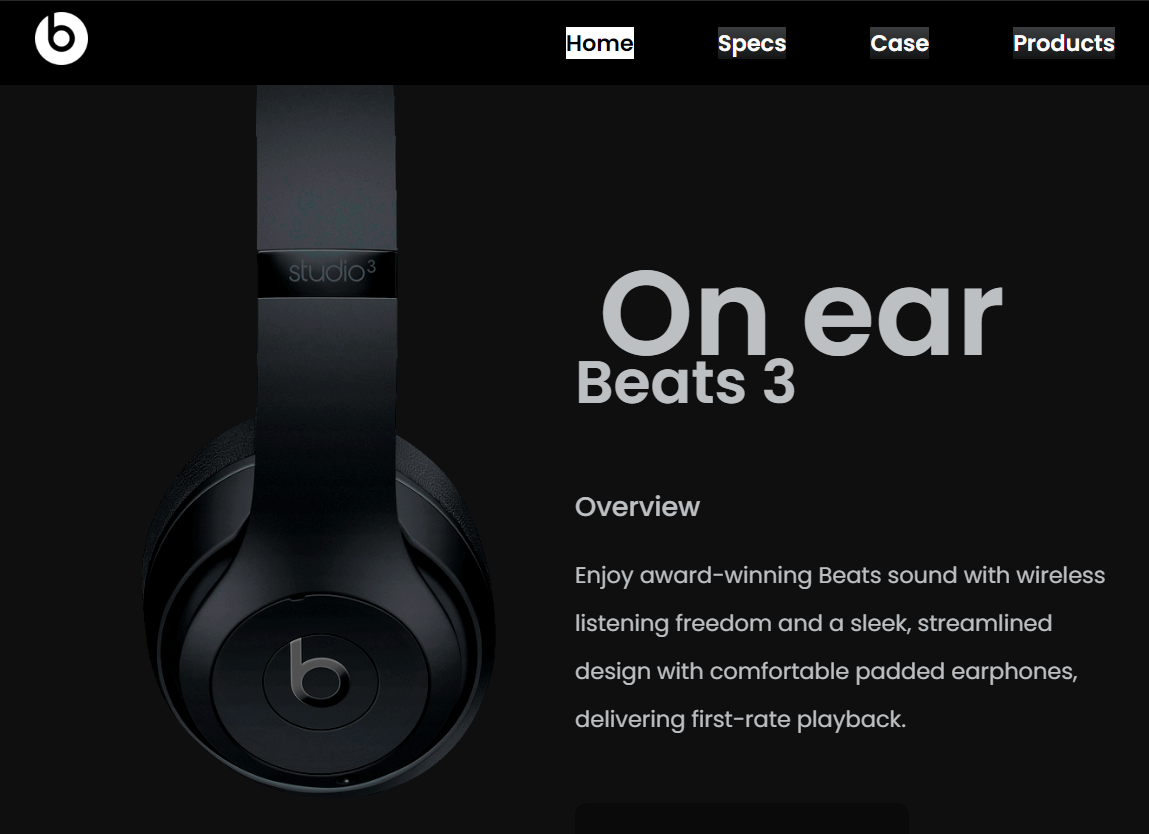 Home Specs Case Products
studio3
On ear
Beats 3
Overview
Enjoy award-winning Beats sound with wireless
listening freedom and a sleek, streamlined
design with comfortable padded earphones,
delivering first-rate playback.